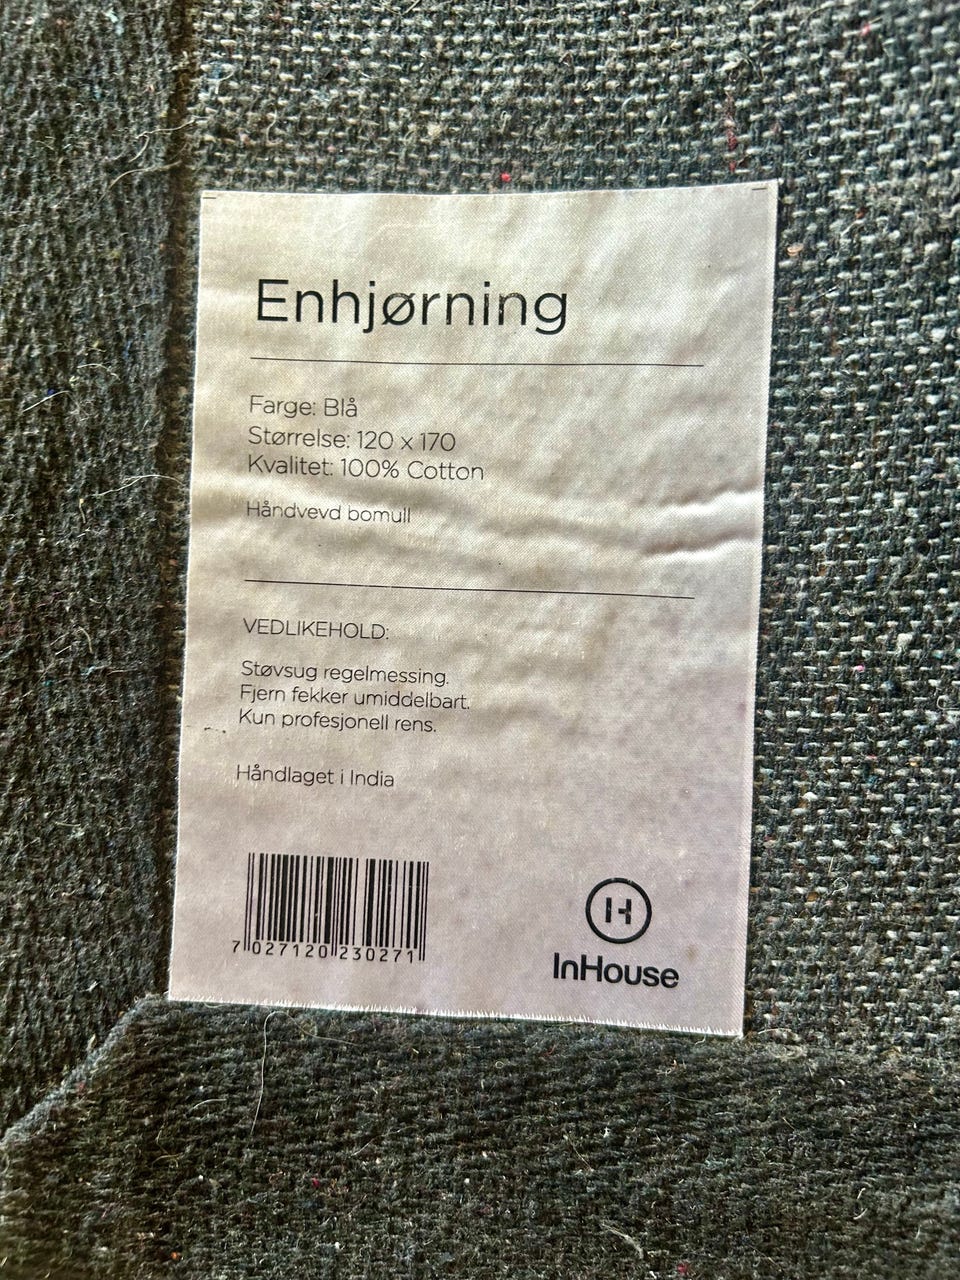 Enhjørning
Farge: Blå
Størrelse: 120 x 170
Kvalitet: 100% Cotton
Håndvevd bomull
VEDLIKEHOLD:
Støvsug regelmessing.
Fjern fekker umiddelbart.
Kun profesjonell rens.
Håndlaget i India
7 027120 230271
H
InHouse